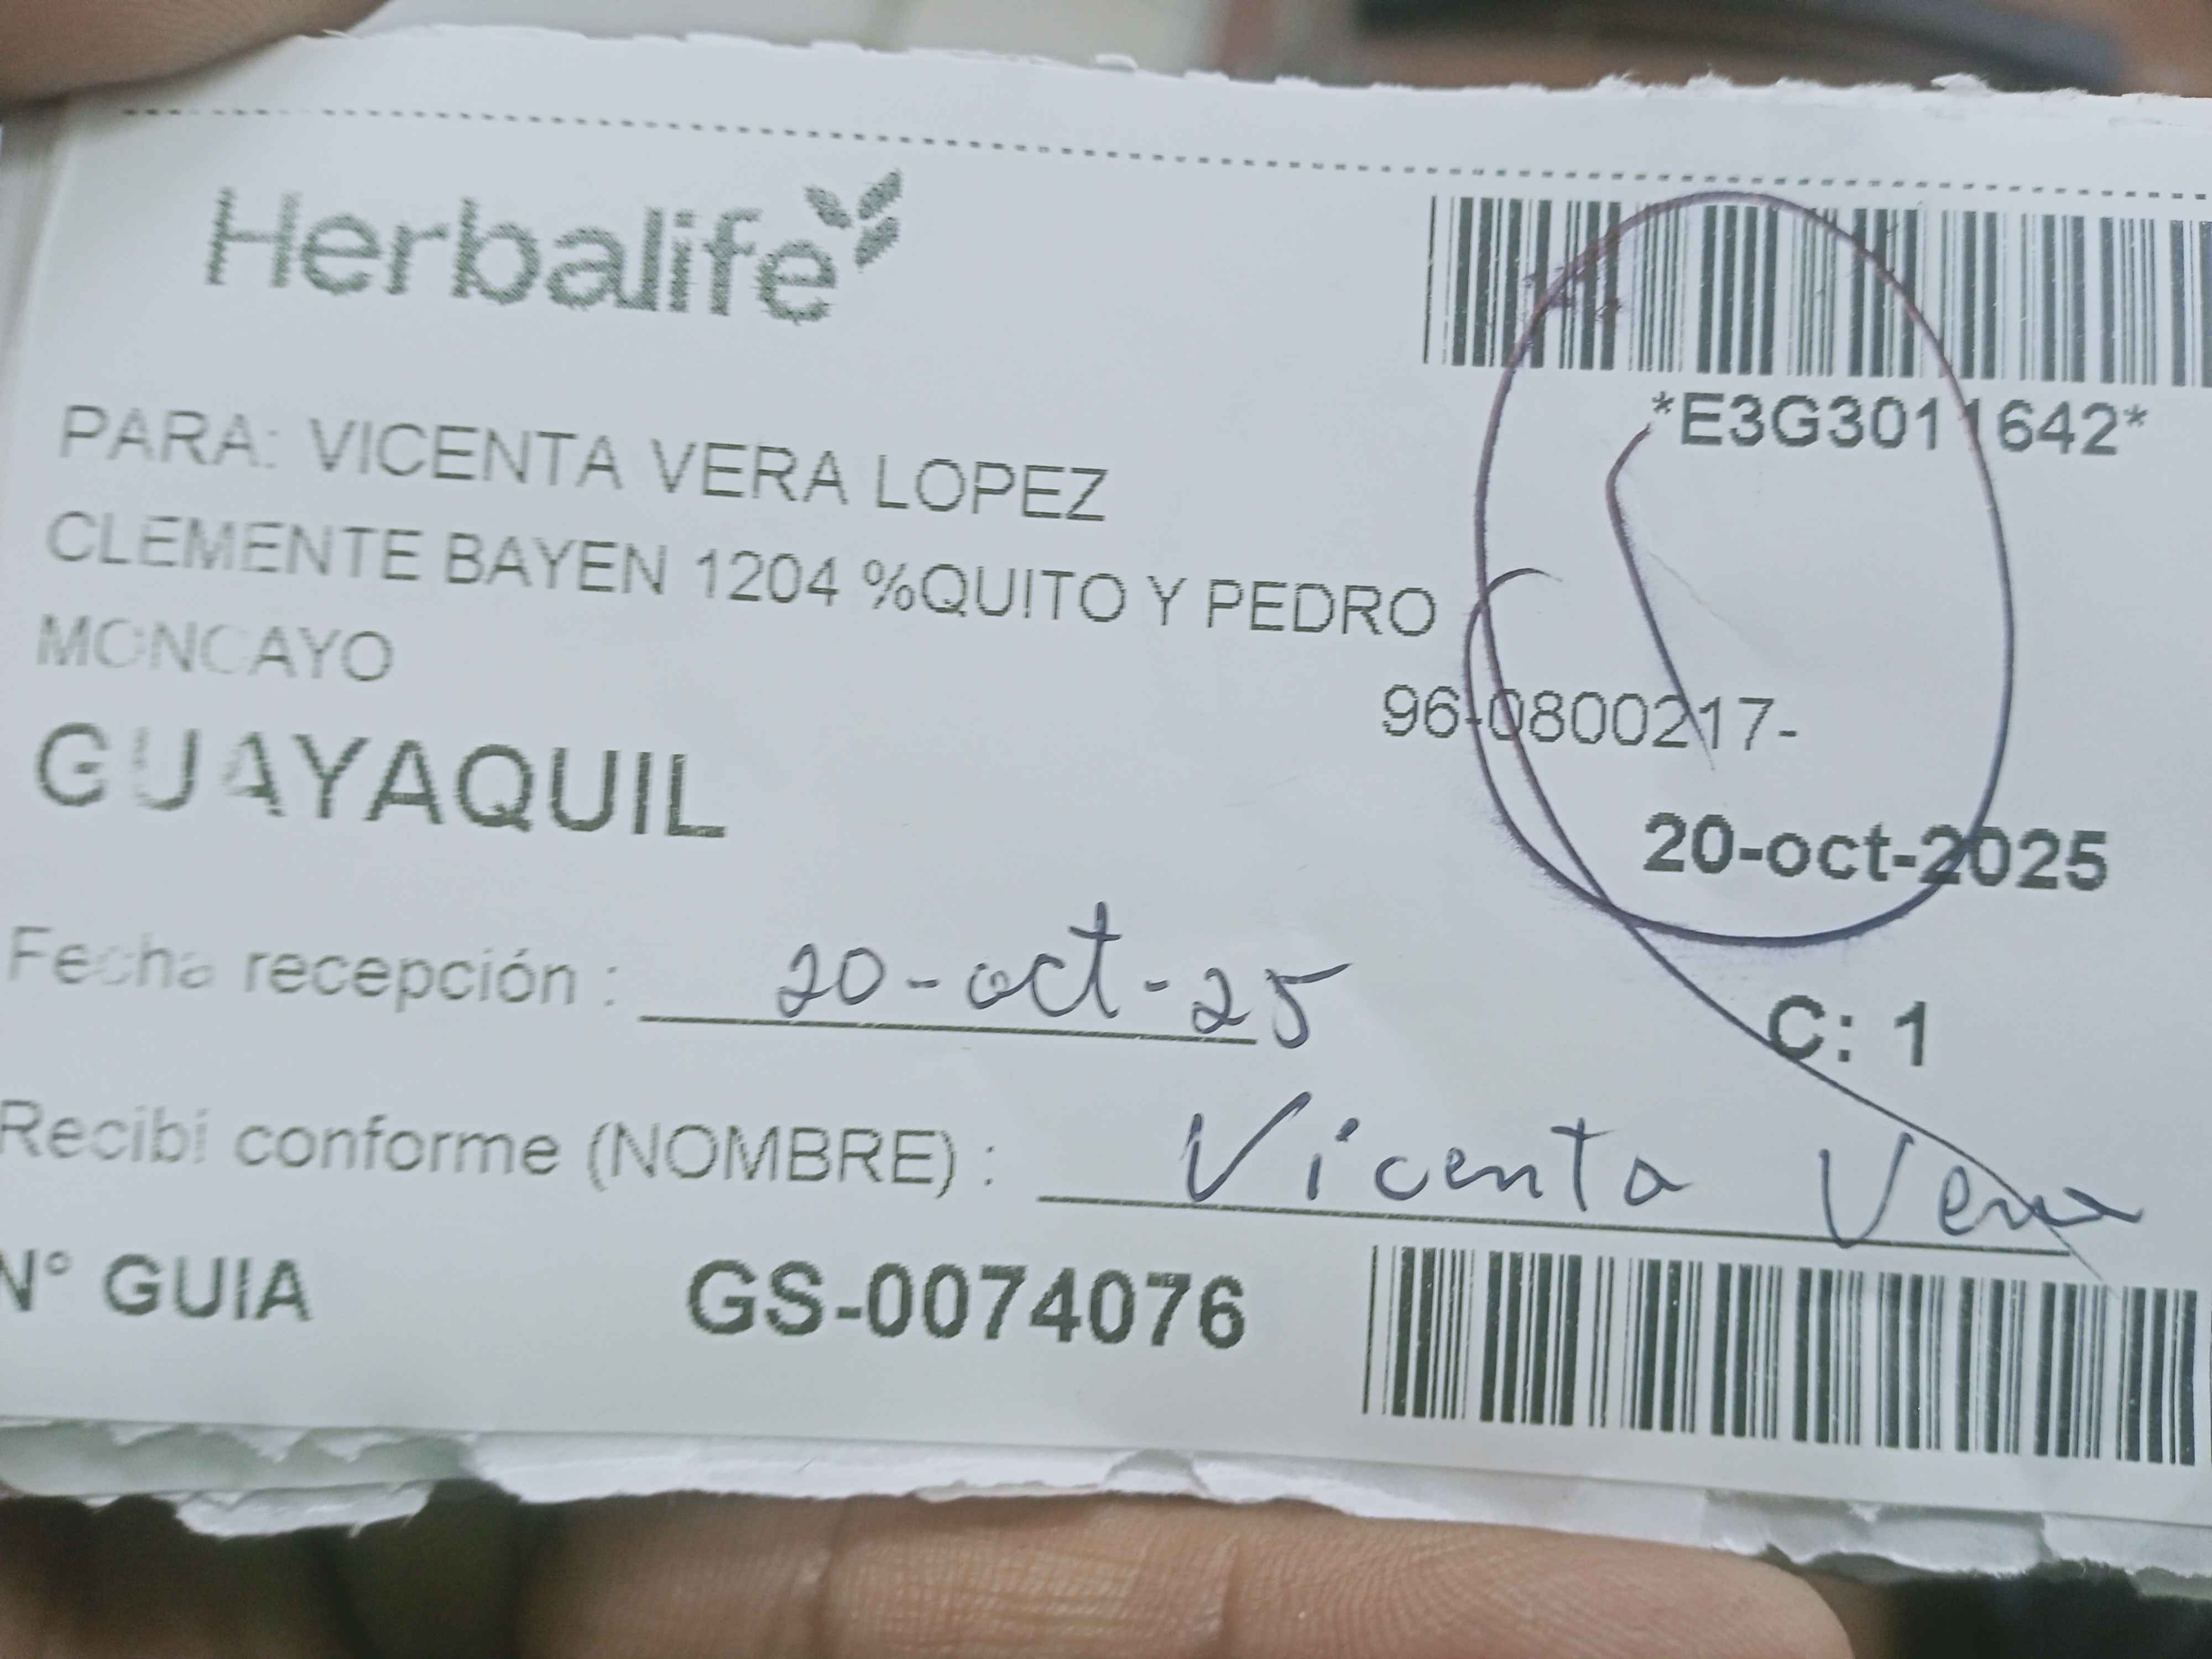 Herbalife
*E3G3011642*
PARA: VICENTA VERA LOPEZ
CLEMENTE BAYEN 1204 %QUITO Y PEDRO
MONCAYO
96-0800217-
GUAYAQUIL
20-oct-2025
Fecha recepción : 20-oct-25
C: 1
Recibí conforme (NOMBRE) : Vicenta Vera
N° GUIA GS-0074076